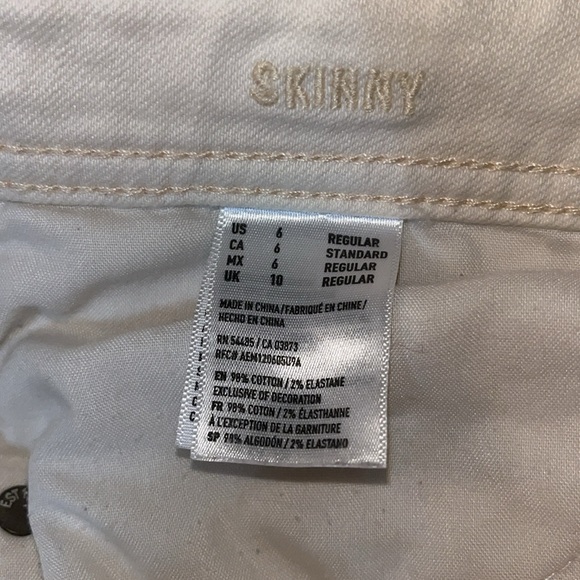 SKINNY
US 6 REGULAR
CA 6 STANDARD
MX 6 REGULAR
UK 10 REGULAR
MADE IN CHINA/FABRIQUÉ EN CHINE/
HECHO EN CHINA
RN 54485 / CA 03873
RFC# AEM120605U9A
EN 98% COTTON / 2% ELASTANE
EXCLUSIVE OF DECORATION
FR 98% COTON / 2% ÉLASTHANNE
À L'EXCEPTION DE LA GARNITURE
SP 98% ALGODÓN / 2% ELASTANO
EST